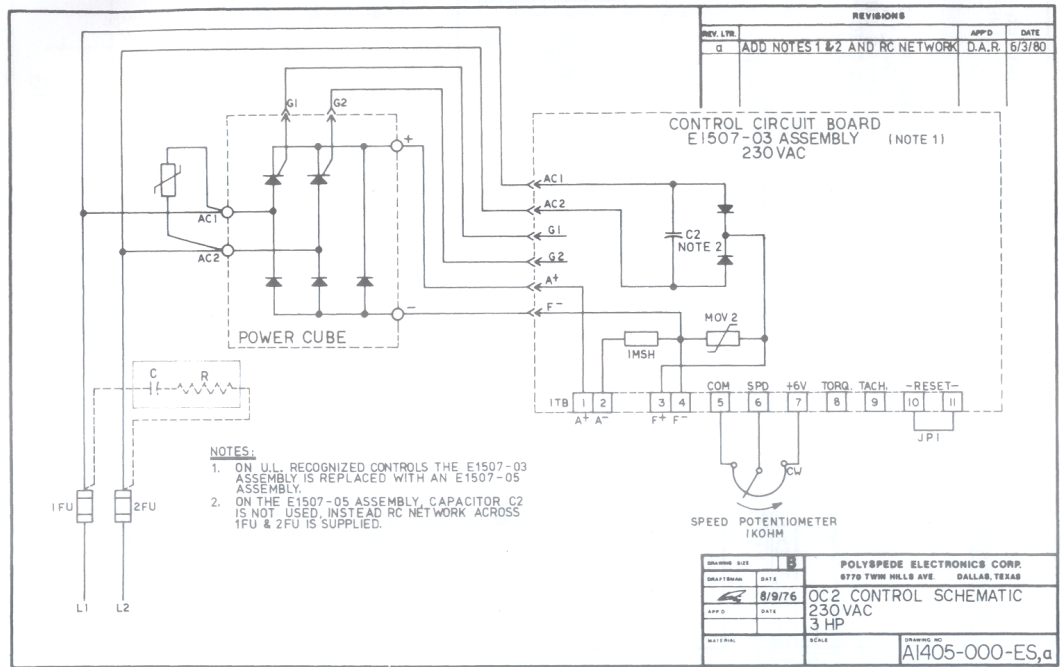 REVISIONS
REV. LTR. APP'D DATE
a ADD NOTES 1 & 2 AND RC NETWORK D.A.R. 6/3/80
CONTROL CIRCUIT BOARD
E1507-03 ASSEMBLY (NOTE 1)
230 VAC
G1 G2
+
AC1
AC2
-
POWER CUBE
AC1
AC2
G1
G2
A+
F-
C2
NOTE 2
MOV 2
1MSH
COM SPD +6V TORQ. TACH. -RESET-
1TB 1 2 3 4 5 6 7 8 9 10 11
A+ A- F+ F-
JP1
CW
SPEED POTENTIOMETER
1KOHM
C R
NOTES:
1. ON U.L. RECOGNIZED CONTROLS THE E1507-03
ASSEMBLY IS REPLACED WITH AN E1507-05
ASSEMBLY.
2. ON THE E1507-05 ASSEMBLY, CAPACITOR C2
IS NOT USED, INSTEAD RC NETWORK ACROSS
1FU & 2FU IS SUPPLIED.
1FU 2FU
L1 L2
DRAWING SIZE B
DRAFTSMAN DATE
8/9/76
APP'D DATE
MATERIAL
POLYSPEDE ELECTRONICS CORP.
6770 TWIN HILLS AVE. DALLAS, TEXAS
OC2 CONTROL SCHEMATIC
230 VAC
3 HP
SCALE DRAWING NO
A1405-000-ES,a